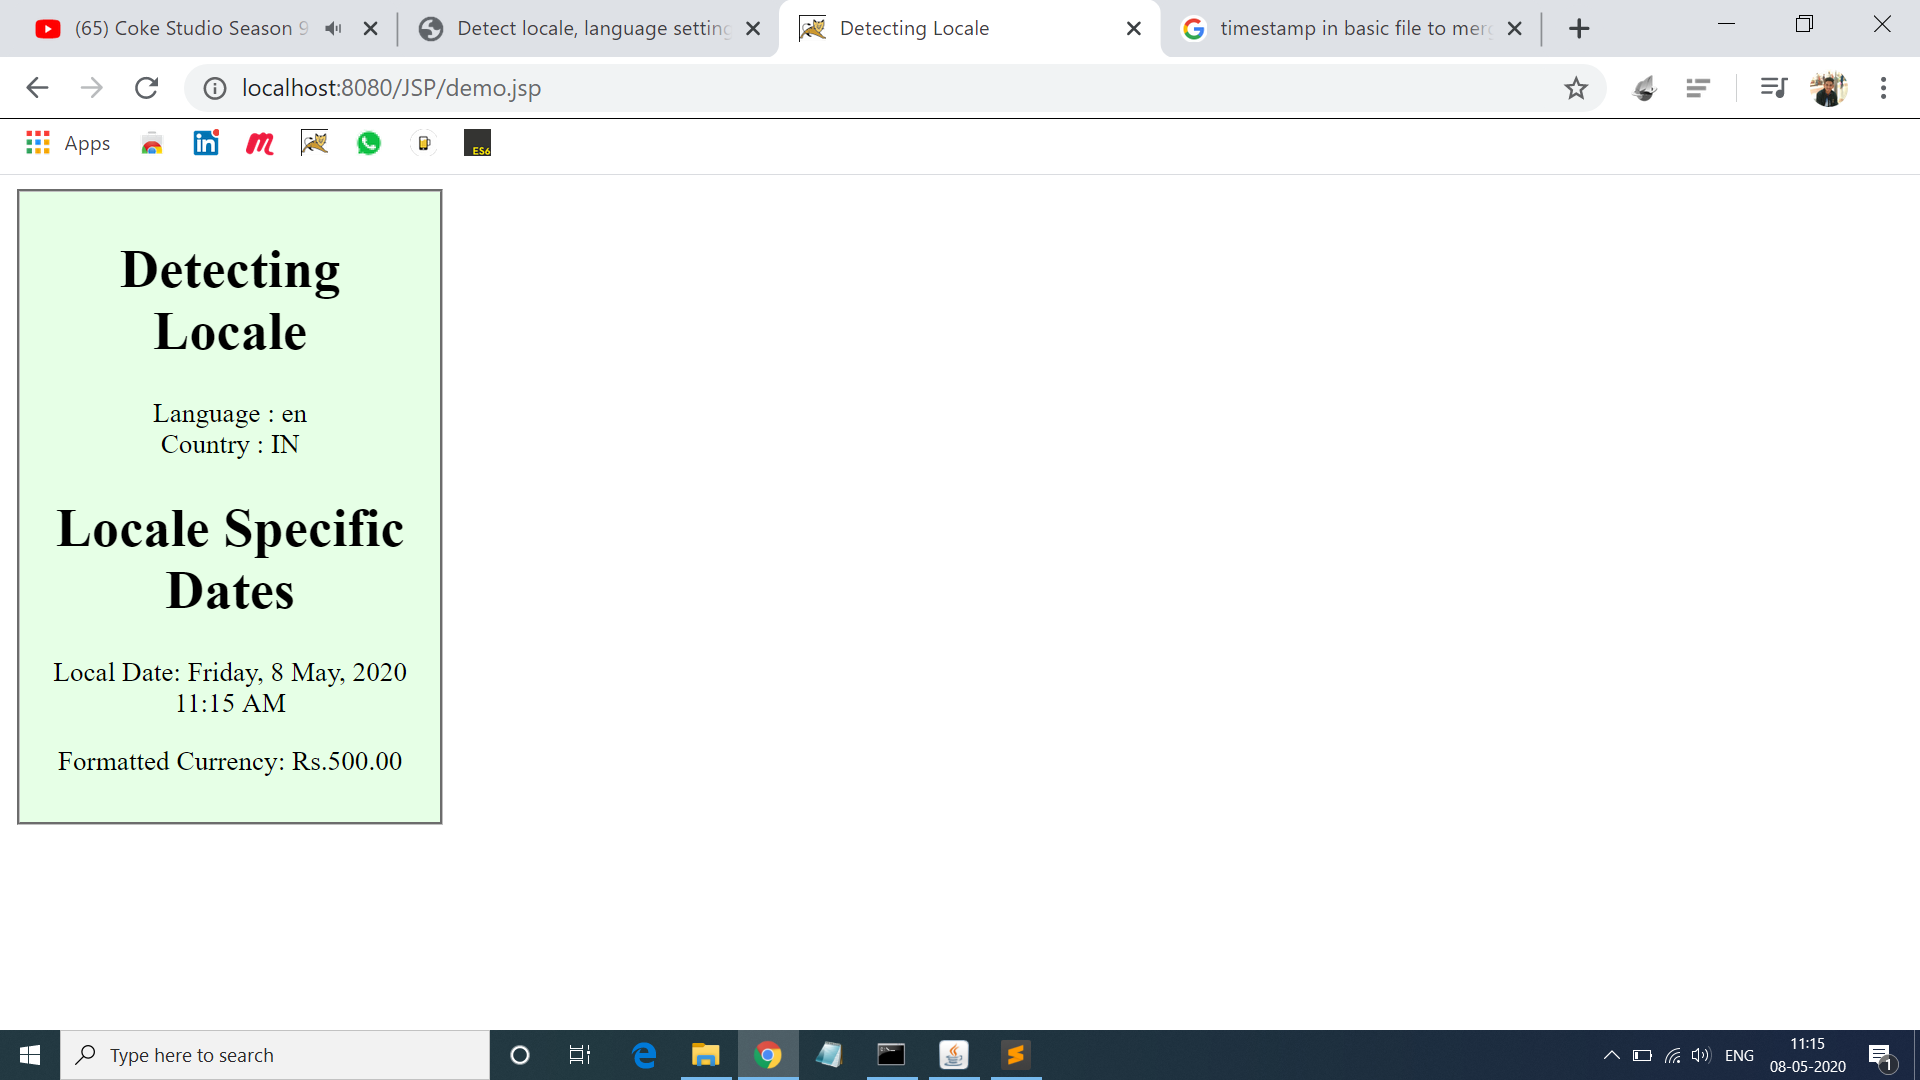 (65) Coke Studio Season 9
Detect locale, language setting
Detecting Locale
timestamp in basic file to merg
localhost:8080/JSP/demo.jsp
Apps
ES6
Detecting
Locale
Language : en
Country : IN
Locale Specific
Dates
Local Date: Friday, 8 May, 2020
11:15 AM
Formatted Currency: Rs.500.00
Type here to search
ENG
11:15
08-05-2020
1